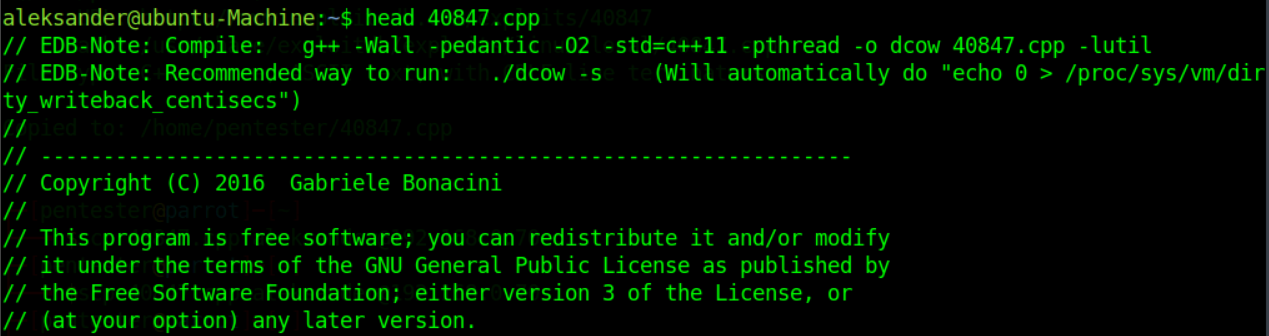 aleksander@ubuntu-Machine:~$ head 40847.cpp
// EDB-Note: Compile:   g++ -Wall -pedantic -O2 -std=c++11 -pthread -o dcow 40847.cpp -lutil
// EDB-Note: Recommended way to run:   ./dcow -s    (Will automatically do "echo 0 > /proc/sys/vm/dir
ty_writeback_centisecs")
//
// -----------------------------------------------------------------
// Copyright (C) 2016  Gabriele Bonacini
//
// This program is free software; you can redistribute it and/or modify
// it under the terms of the GNU General Public License as published by
// the Free Software Foundation; either version 3 of the License, or
// (at your option) any later version.